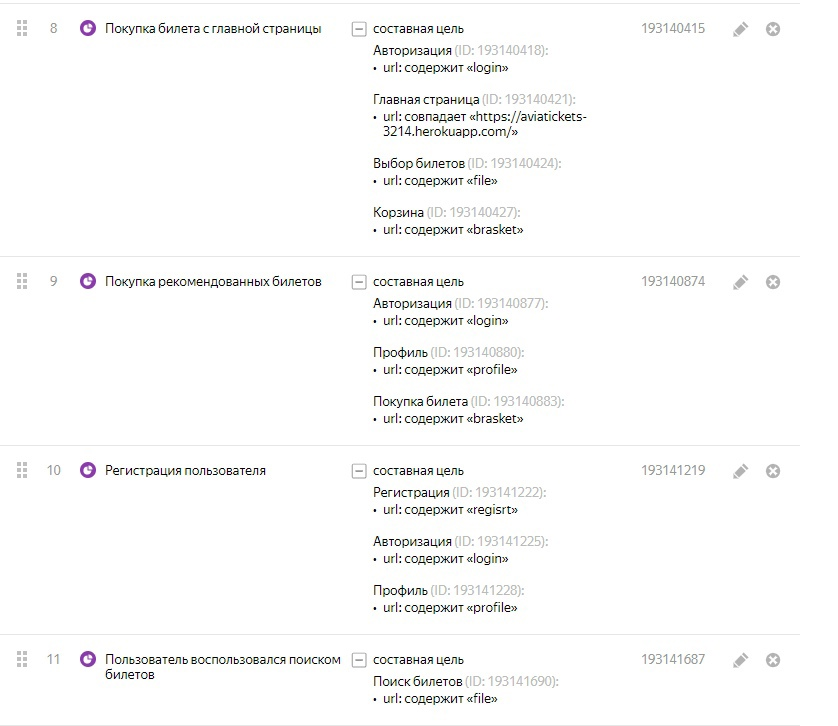 8 Покупка билета с главной страницы составная цель 193140415
Авторизация (ID: 193140418):
• url: содержит «login»
Главная страница (ID: 193140421):
• url: совпадает «https://aviatickets-
3214.herokuapp.com/»
Выбор билетов (ID: 193140424):
• url: содержит «file»
Корзина (ID: 193140427):
• url: содержит «brasket»
9 Покупка рекомендованных билетов составная цель 193140874
Авторизация (ID: 193140877):
• url: содержит «login»
Профиль (ID: 193140880):
• url: содержит «profile»
Покупка билета (ID: 193140883):
• url: содержит «brasket»
10 Регистрация пользователя составная цель 193141219
Регистрация (ID: 193141222):
• url: содержит «regisrt»
Авторизация (ID: 193141225):
• url: содержит «login»
Профиль (ID: 193141228):
• url: содержит «profile»
11 Пользователь воспользовался поиском составная цель 193141687
билетов
Поиск билетов (ID: 193141690):
• url: содержит «file»